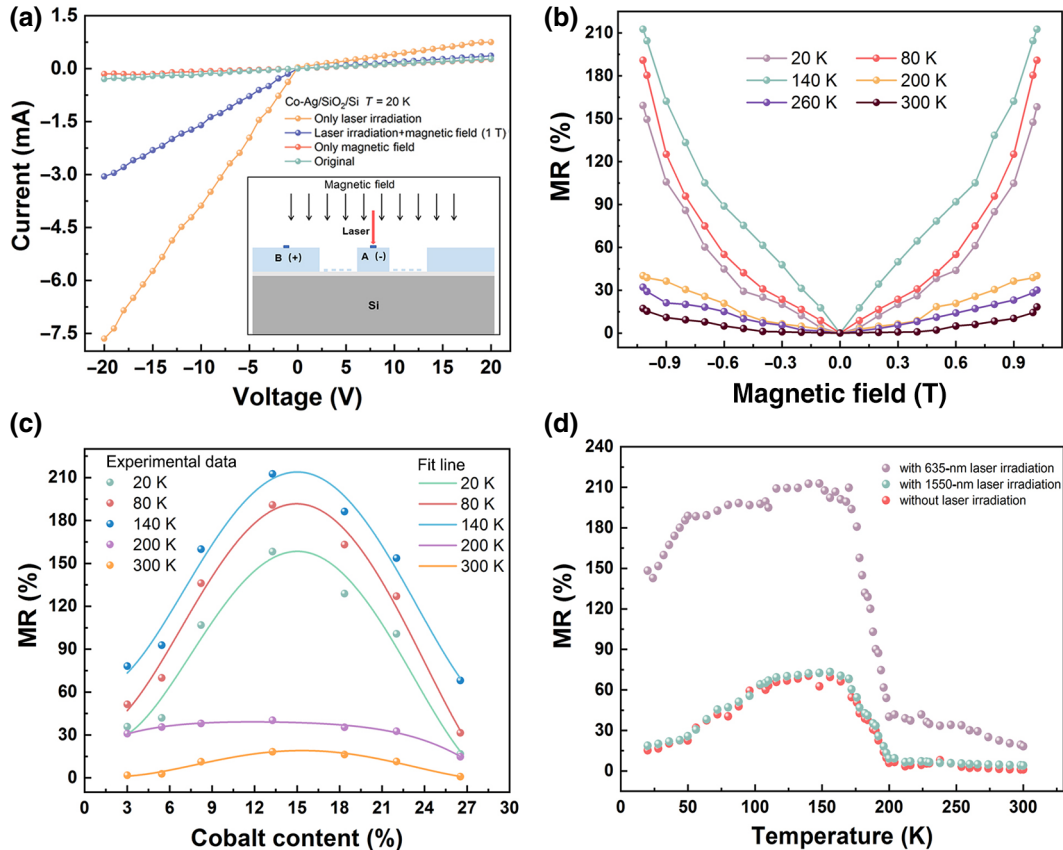 (a)
1.5
0.0
−1.5
−3.0
−4.5
−6.0
−7.5
Current (mA)
Co-Ag/SiO₂/Si T = 20 K
Only laser irradiation
Laser irradiation+magnetic field (1 T)
Only magnetic field
Original
Magnetic field
Laser
B (+)
A (-)
Si
−20 −15 −10 −5 0 5 10 15 20
Voltage (V)
(b)
210
180
150
120
90
60
30
0
MR (%)
20 K 80 K
140 K 200 K
260 K 300 K
−0.9 −0.6 −0.3 0.0 0.3 0.6 0.9
Magnetic field (T)
(c)
210
180
150
120
90
60
30
0
MR (%)
Experimental data Fit line
20 K 20 K
80 K 80 K
140 K 140 K
200 K 200 K
300 K 300 K
0 3 6 9 12 15 18 21 24 27 30
Cobalt content (%)
(d)
240
210
180
150
120
90
60
30
0
MR (%)
with 635-nm laser irradiation
with 1550-nm laser irradiation
without laser irradiation
0 50 100 150 200 250 300
Temperature (K)